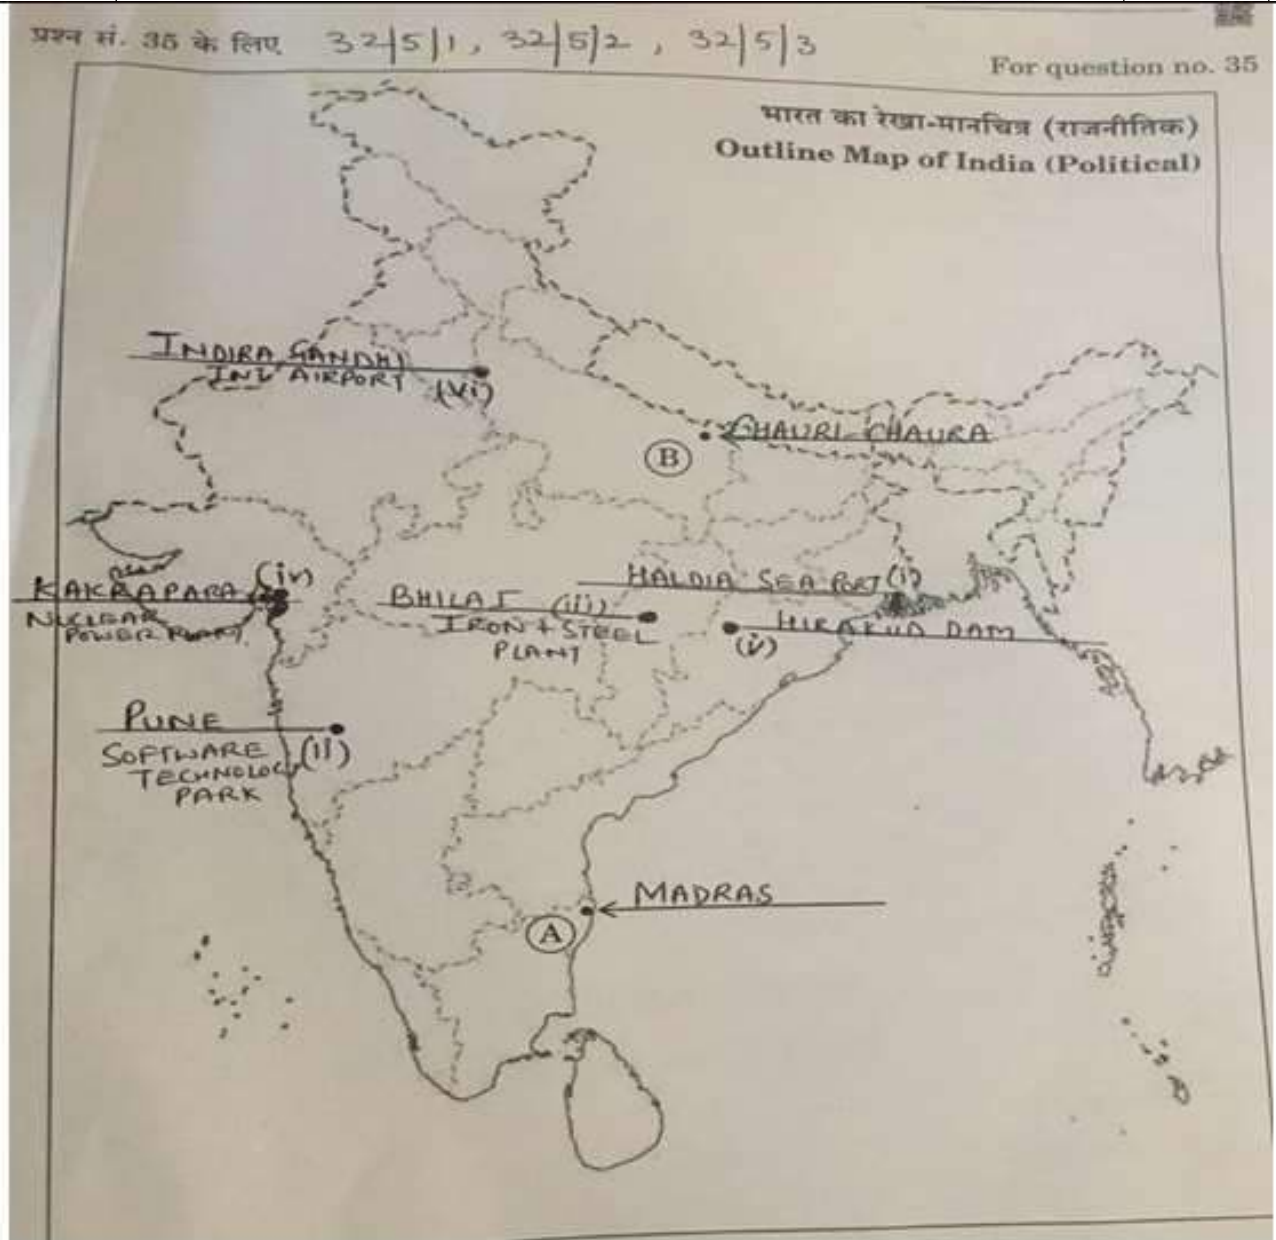 प्रश्न सं. 35 के लिए 32|5|1, 32|5|2, 32|5|3
For question no. 35
भारत का रेखा-मानचित्र (राजनीतिक)
Outline Map of India (Political)
INDIRA GANDHI
INT AIRPORT (vi)
CHAURI-CHAURA
B
KAKRAPARA (iv)
NUCLEAR
POWER PLANT
BHILAI (iii)
IRON + STEEL
PLANT
HALDIA SEA PORT (i)
HIRAKUD DAM
(v)
PUNE
SOFTWARE (ii)
TECHNOLOGY
PARK
MADRAS
A